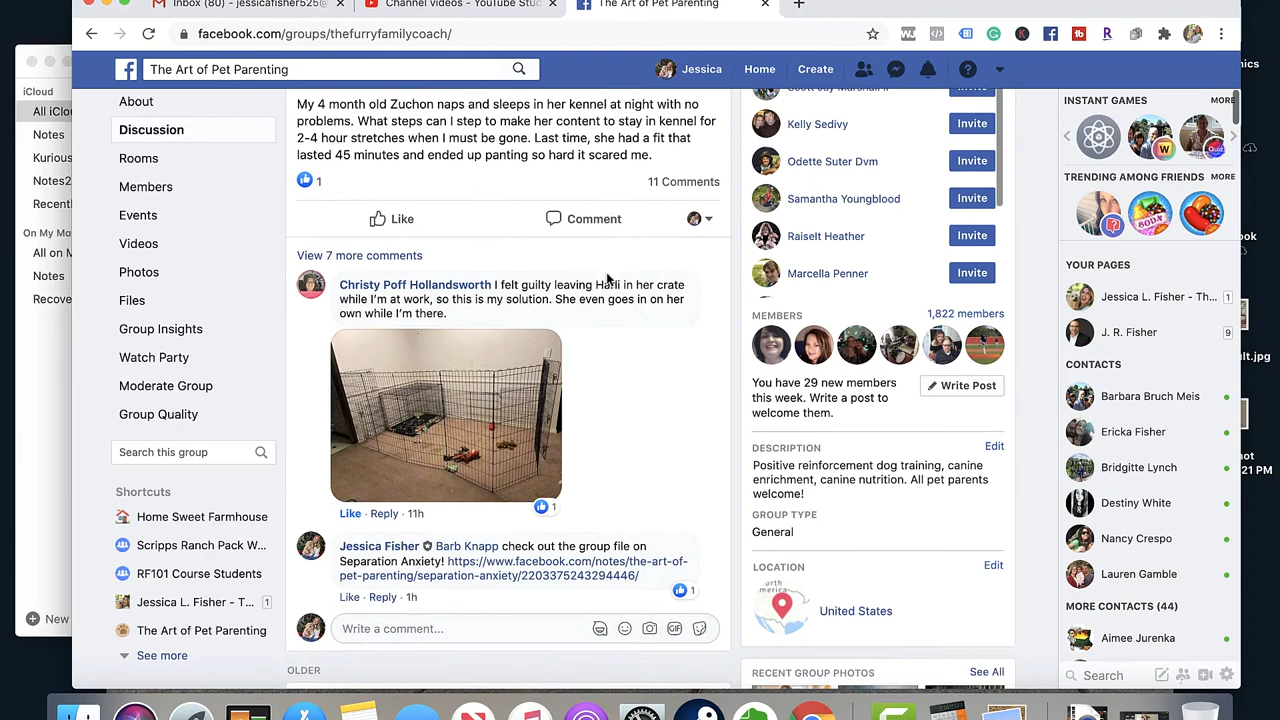 Inbox (80) - jessicafisher525@
Channel videos - YouTube Stud
The Art of Pet Parenting
facebook.com/groups/thefurryfamilycoach/
The Art of Pet Parenting
Jessica
Home
Create
iCloud
All iClo
Notes
Kurious
Notes2
Recent
On My Ma
All on M
Notes
Recove
New
About
Discussion
Rooms
Members
Events
Videos
Photos
Files
Group Insights
Watch Party
Moderate Group
Group Quality
Search this group
Shortcuts
Home Sweet Farmhouse
Scripps Ranch Pack W...
RF101 Course Students
Jessica L. Fisher - T... 1
The Art of Pet Parenting
See more
My 4 month old Zuchon naps and sleeps in her kennel at night with no
problems. What steps can I step to make her content to stay in kennel for
2-4 hour stretches when I must be gone. Last time, she had a fit that
lasted 45 minutes and ended up panting so hard it scared me.
1
11 Comments
Like
Comment
View 7 more comments
Christy Poff Hollandsworth I felt guilty leaving Harli in her crate
while I'm at work, so this is my solution. She even goes in on her
own while I'm there.
1
Like · Reply · 11h
Jessica Fisher Barb Knapp check out the group file on
Separation Anxiety! https://www.facebook.com/notes/the-art-of-
pet-parenting/separation-anxiety/2203375243294446/
1
Like · Reply · 1h
Write a comment...
GIF
OLDER
Invite
Kelly Sedivy Invite
Odette Suter Dvm Invite
Samantha Youngblood Invite
Raiselt Heather Invite
Marcella Penner Invite
MEMBERS 1,822 members
You have 29 new members
this week. Write a post to
welcome them.
Write Post
DESCRIPTION Edit
Positive reinforcement dog training, canine
enrichment, canine nutrition. All pet parents
welcome!
GROUP TYPE
General
LOCATION Edit
United States
RECENT GROUP PHOTOS See All
INSTANT GAMES MORE
TRENDING AMONG FRIENDS MORE
YOUR PAGES
Jessica L. Fisher - Th... 1
J. R. Fisher 9
CONTACTS
Barbara Bruch Meis
Ericka Fisher
Bridgitte Lynch
Destiny White
Nancy Crespo
Lauren Gamble
MORE CONTACTS (44)
Aimee Jurenka
Search